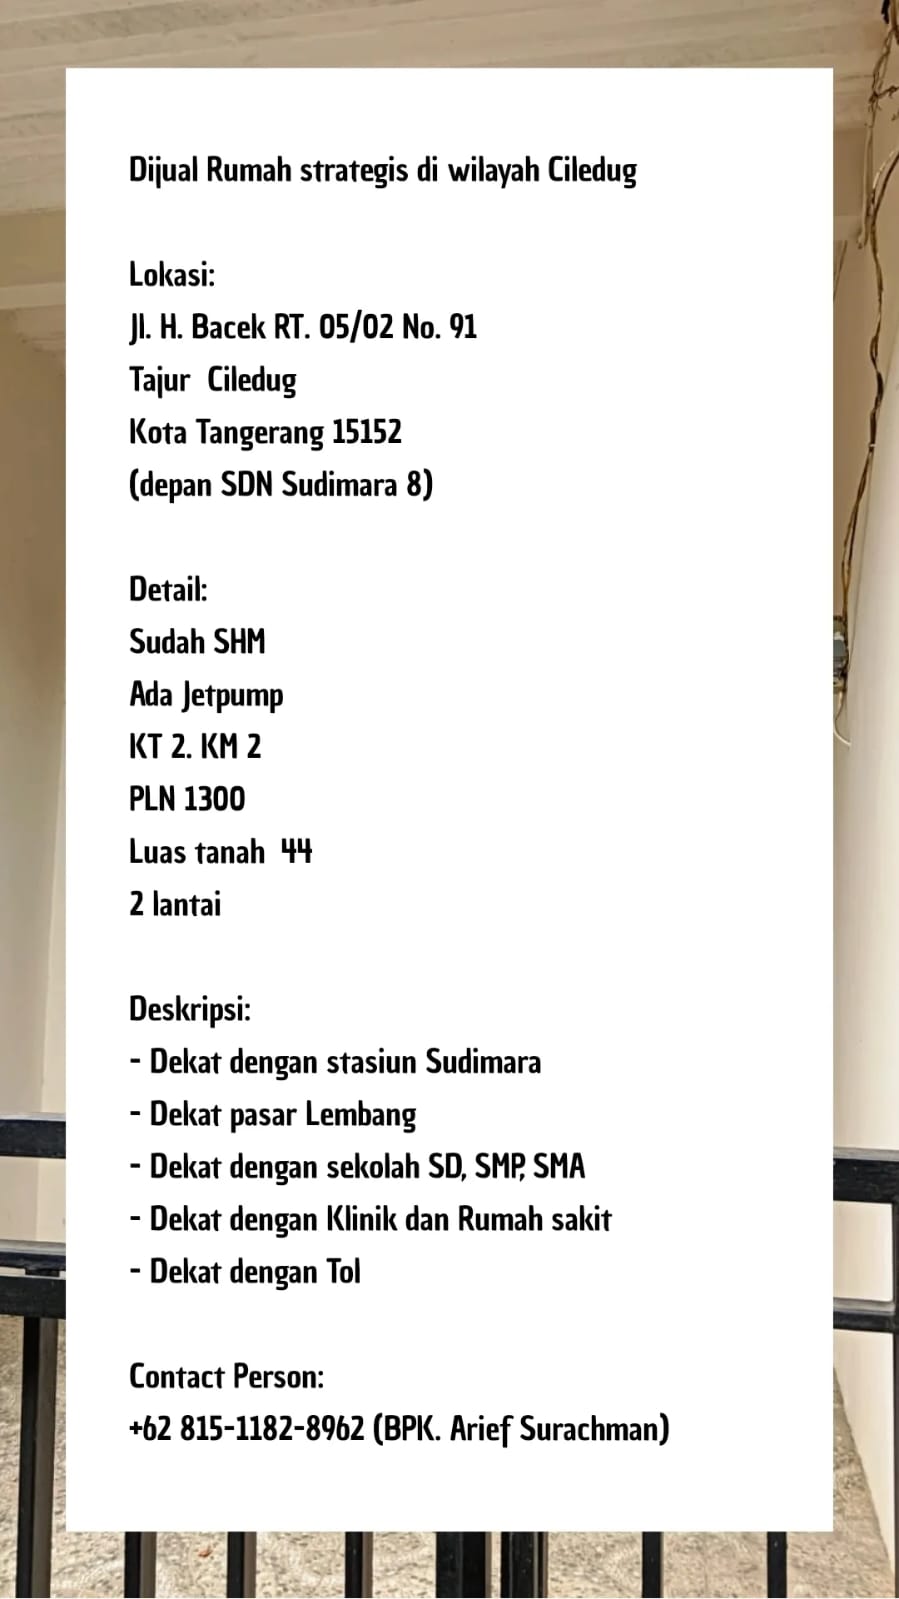 Dijual Rumah strategis di wilayah Ciledug
Lokasi:
Jl. H. Bacek RT. 05/02 No. 91
Tajur Ciledug
Kota Tangerang 15152
(depan SDN Sudimara 8)
Detail:
Sudah SHM
Ada Jetpump
KT 2. KM 2
PLN 1300
Luas tanah 44
2 lantai
Deskripsi:
- Dekat dengan stasiun Sudimara
- Dekat pasar Lembang
- Dekat dengan sekolah SD, SMP, SMA
- Dekat dengan Klinik dan Rumah sakit
- Dekat dengan Tol
Contact Person:
+62 815-1182-8962 (BPK. Arief Surachman)